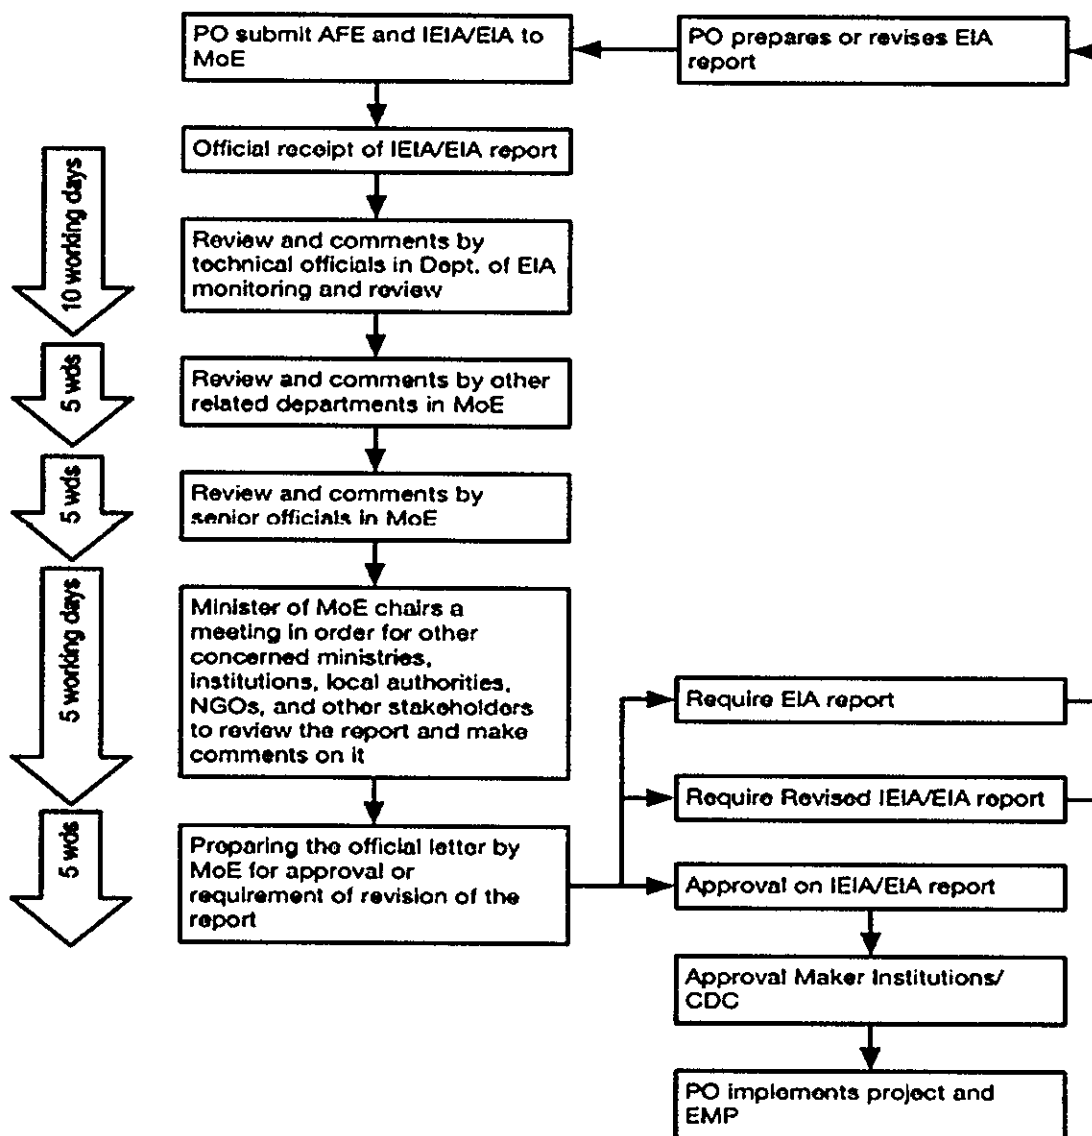 PO submit AFE and IEIA/EIA to
MoE
PO prepares or revises EIA
report
Official receipt of IEIA/EIA report
10 working days
Review and comments by
technical officials in Dept. of EIA
monitoring and review
5 wds
Review and comments by other
related departments in MoE
5 wds
Review and comments by
senior officials in MoE
5 working days
Minister of MoE chairs a
meeting in order for other
concerned ministries,
institutions, local authorities,
NGOs, and other stakeholders
to review the report and make
comments on it
Require EIA report
Require Revised IEIA/EIA report
5 wds
Preparing the official letter by
MoE for approval or
requirement of revision of the
report
Approval on IEIA/EIA report
Approval Maker Institutions/
CDC
PO implements project and
EMP